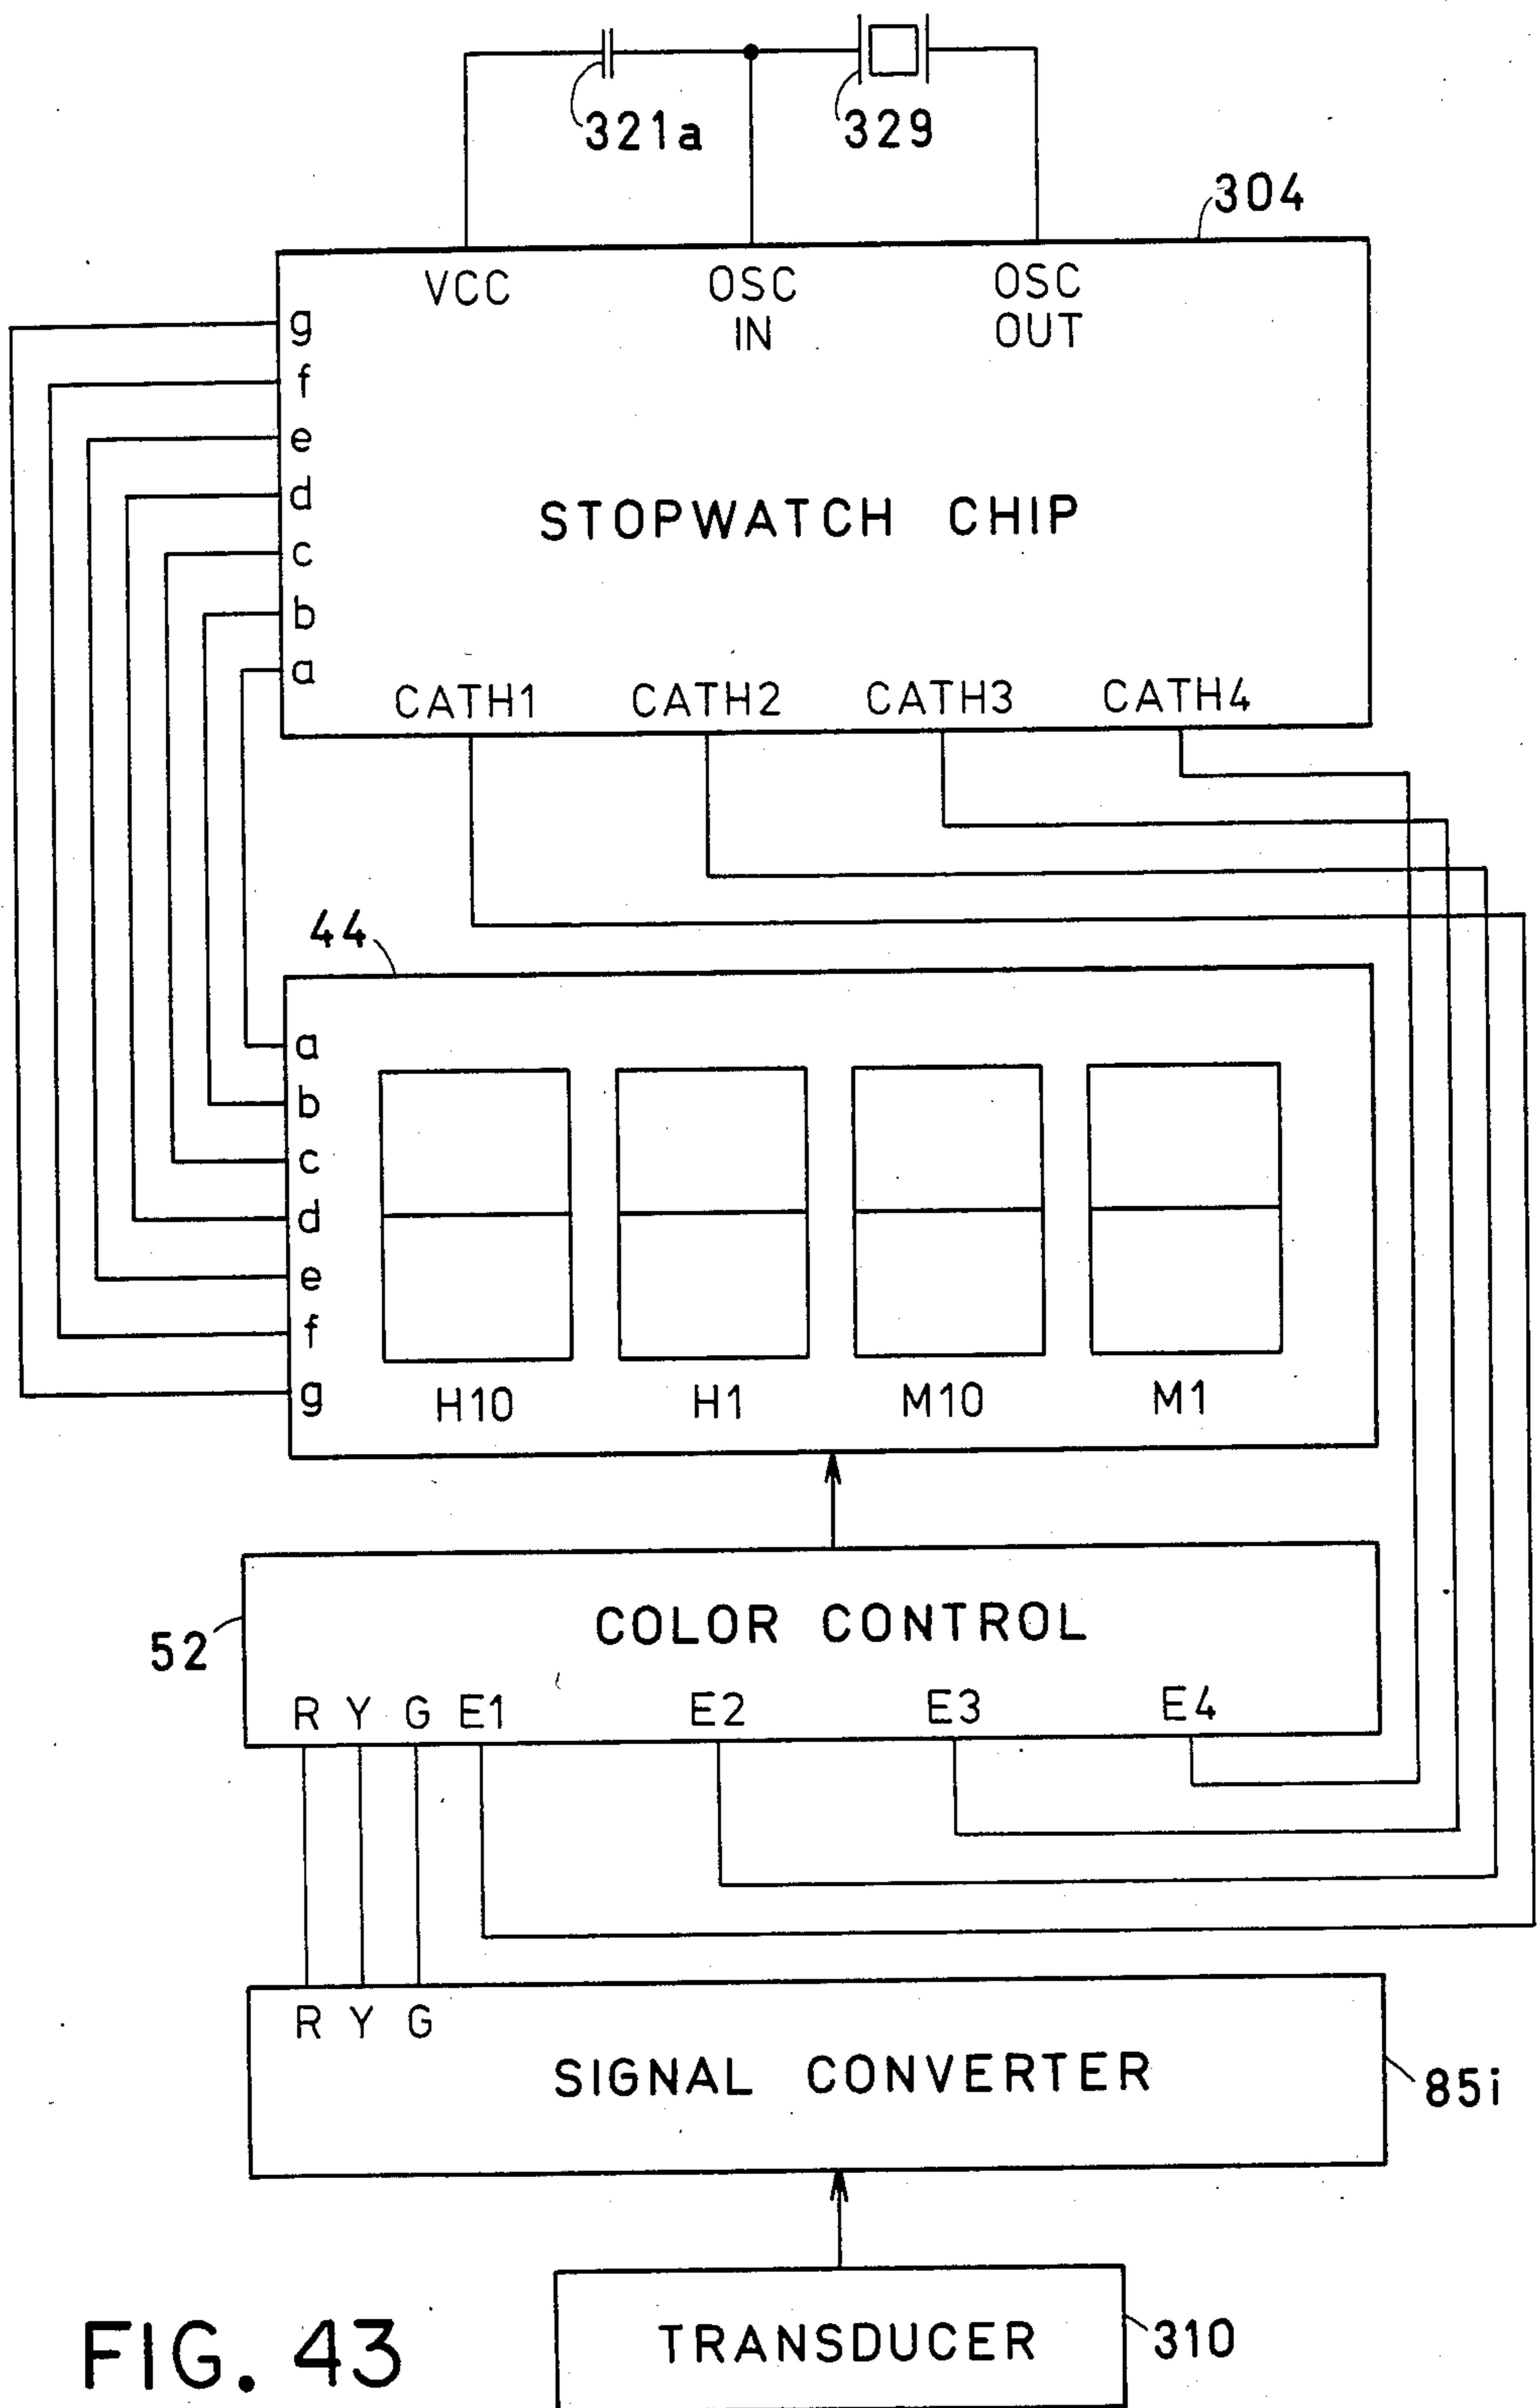 321a
329
304
VCC
OSC
IN
OSC
OUT
g
f
e
d
c
b
a
STOPWATCH CHIP
CATH1 CATH2 CATH3 CATH4
44
a
b
c
d
e
f
g
H10 H1 M10 M1
COLOR CONTROL
52
R Y G E1 E2 E3 E4
R Y G
SIGNAL CONVERTER
85i
TRANSDUCER
310
FIG. 43